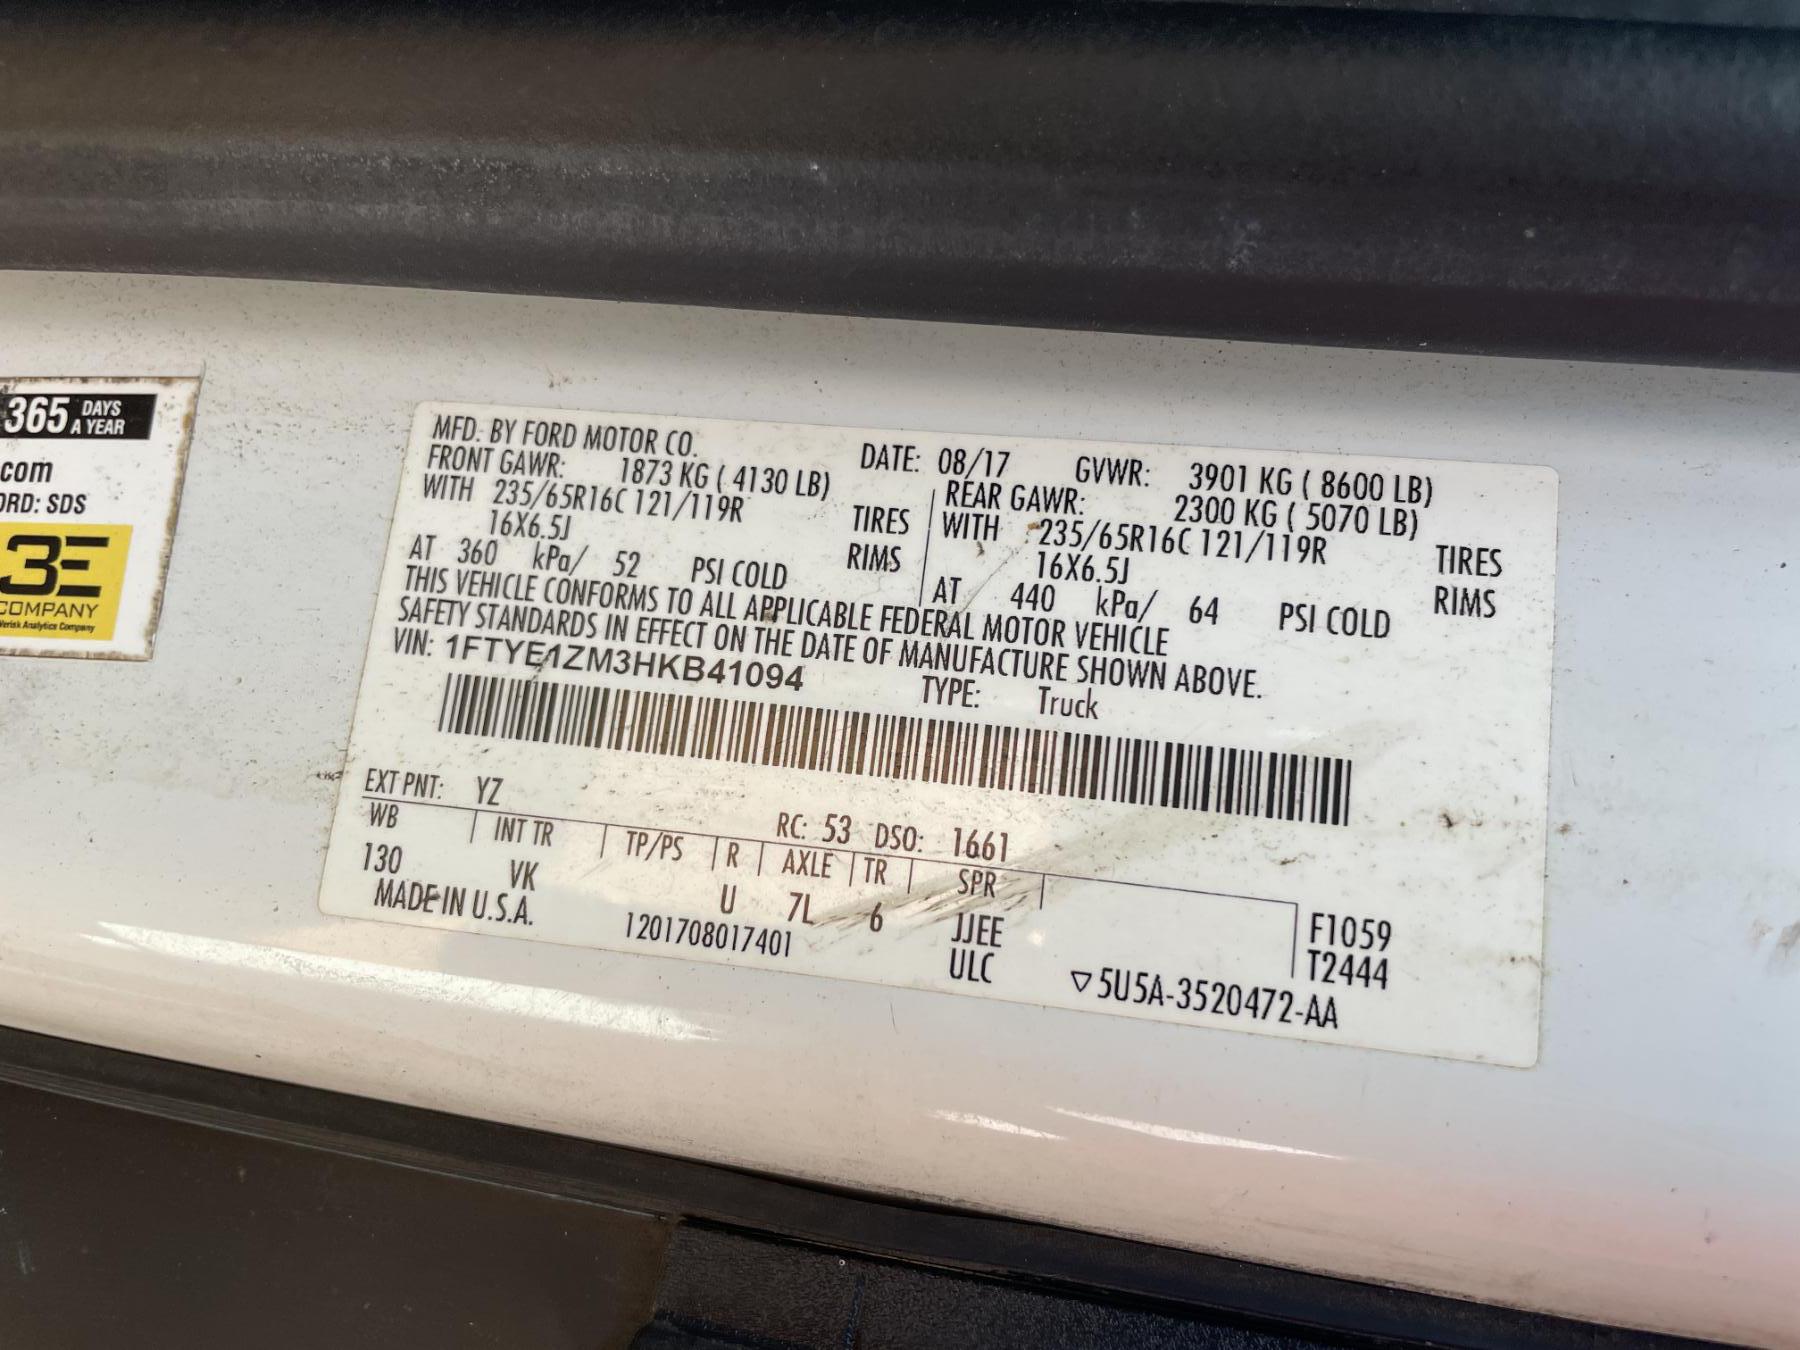 365 DAYS A YEAR
.com
ORD: SDS
3E
COMPANY
Verisk Analytics Company
MFD. BY FORD MOTOR CO. DATE: 08/17 GVWR: 3901 KG ( 8600 LB)
FRONT GAWR: 1873 KG ( 4130 LB) REAR GAWR: 2300 KG ( 5070 LB)
WITH 235/65R16C 121/119R TIRES WITH 235/65R16C 121/119R TIRES
16X6.5J RIMS 16X6.5J RIMS
AT 360 kPa/ 52 PSI COLD AT 440 kPa/ 64 PSI COLD
THIS VEHICLE CONFORMS TO ALL APPLICABLE FEDERAL MOTOR VEHICLE
SAFETY STANDARDS IN EFFECT ON THE DATE OF MANUFACTURE SHOWN ABOVE.
VIN: 1FTYE1ZM3HKB41094 TYPE: Truck
EXT PNT: YZ RC: 53 DSO: 1661
WB INT TR TP/PS R AXLE TR SPR
130 VK U 7L 6 JJEE F1059
MADE IN U.S.A. 1201708017401 ULC T2444
▽5U5A-3520472-AA